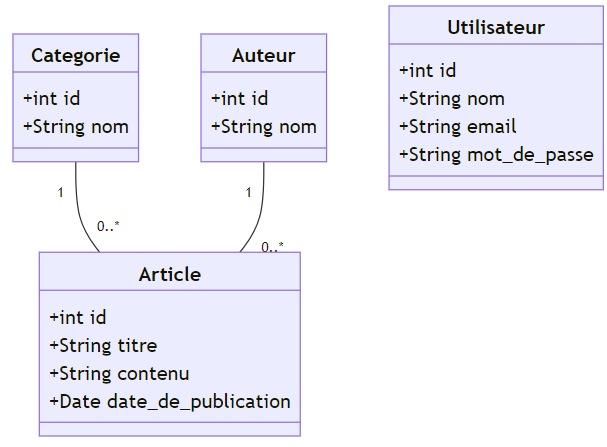 Categorie
+int id
+String nom
Auteur
+int id
+String nom
Utilisateur
+int id
+String nom
+String email
+String mot_de_passe
1
0..*
1
0..*
Article
+int id
+String titre
+String contenu
+Date date_de_publication